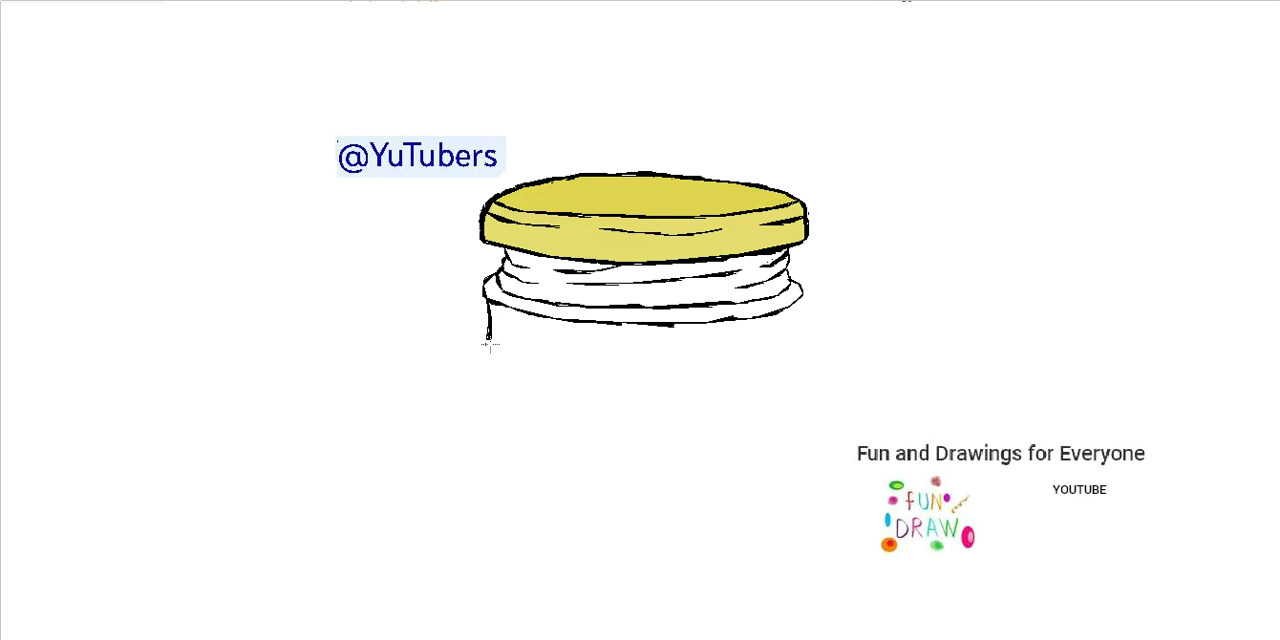 @YuTubers
Fun and Drawings for Everyone
YOUTUBE
FUN
DRAW